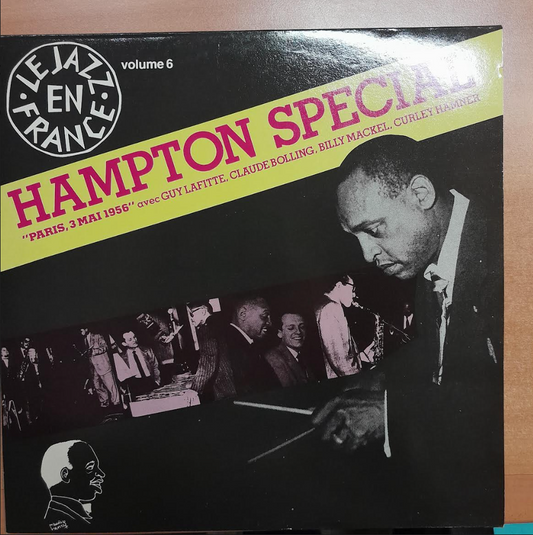 LE JAZZ
EN
FRANCE
volume 6
HAMPTON SPECIAL
"PARIS, 3 MAI 1956" avec GUY LAFITTE, CLAUDE BOLLING, BILLY MACKEL, CURLEY HAMNER